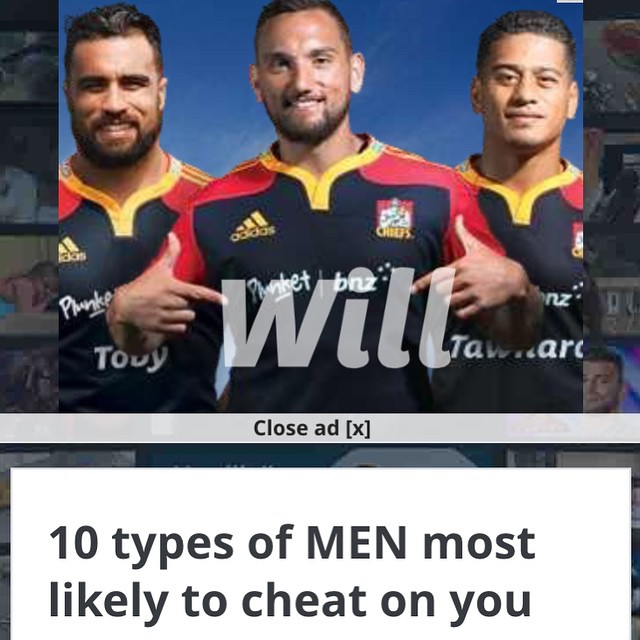 adidas
adidas
CHIEFS
Plunket
Plunket | bnz
bnz
Will
Toby
Close ad [x]
10 types of MEN most
likely to cheat on you